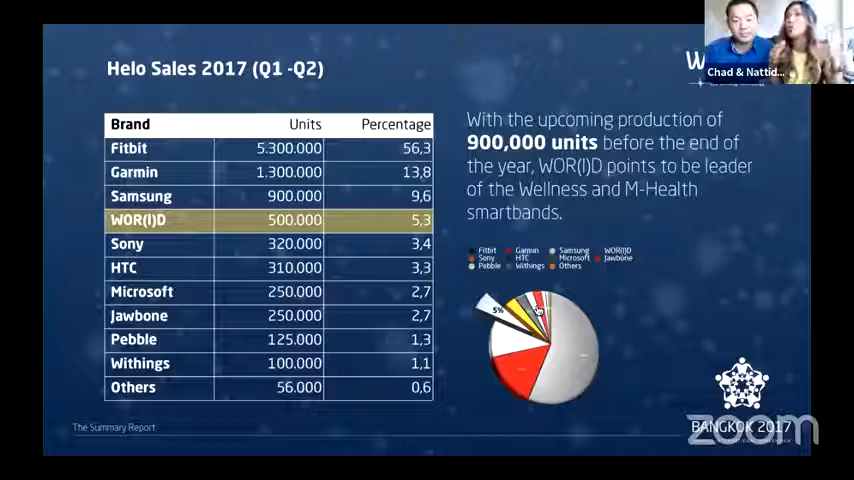 Helo Sales 2017 (Q1 -Q2)
Chad & Nattid...
Brand Units Percentage
Fitbit 5.300.000 56,3
Garmin 1.300.000 13,8
Samsung 900.000 9,6
WOR(I)D 500.000 5,3
Sony 320.000 3,4
HTC 310.000 3,3
Microsoft 250.000 2,7
Jawbone 250.000 2,7
Pebble 125.000 1,3
Withings 100.000 1,1
Others 56.000 0,6
With the upcoming production of
900,000 units before the end of
the year, WOR(I)D points to be leader
of the Wellness and M-Health
smartbands.
Fitbit Garmin Samsung WOR(I)D
Sony HTC Microsoft Jawbone
Pebble Withings Others
5%
The Summary Report
BANGKOK 2017
zoom